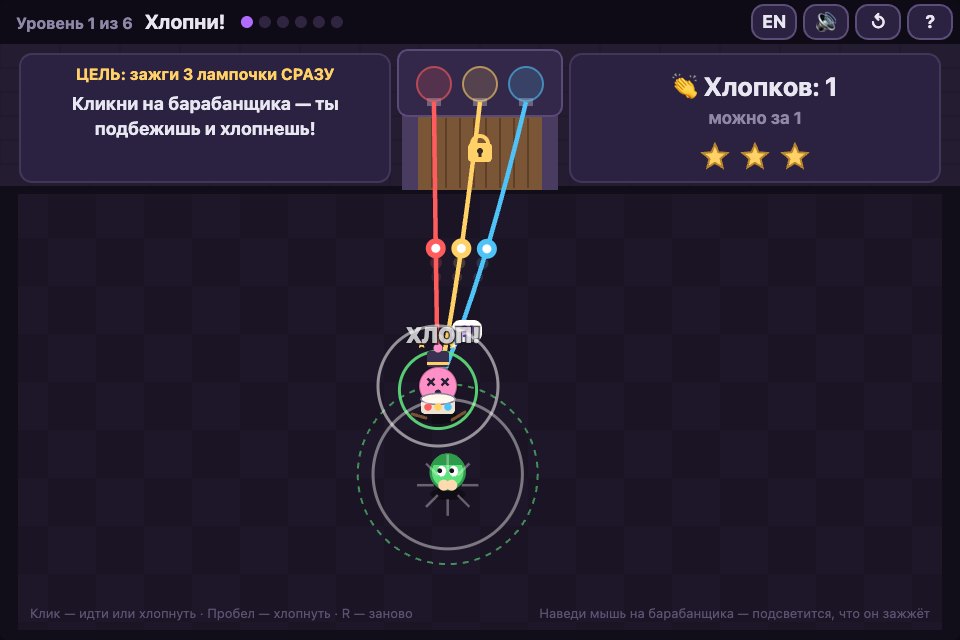 Уровень 1 из 6 Хлопни!
EN
?
ЦЕЛЬ: зажги 3 лампочки СРАЗУ
Кликни на барабанщика — ты
подбежишь и хлопнешь!
Хлопков: 1
можно за 1
ХЛОП!
Клик — идти или хлопнуть · Пробел — хлопнуть · R — заново
Наведи мышь на барабанщика — подсветится, что он зажжёт